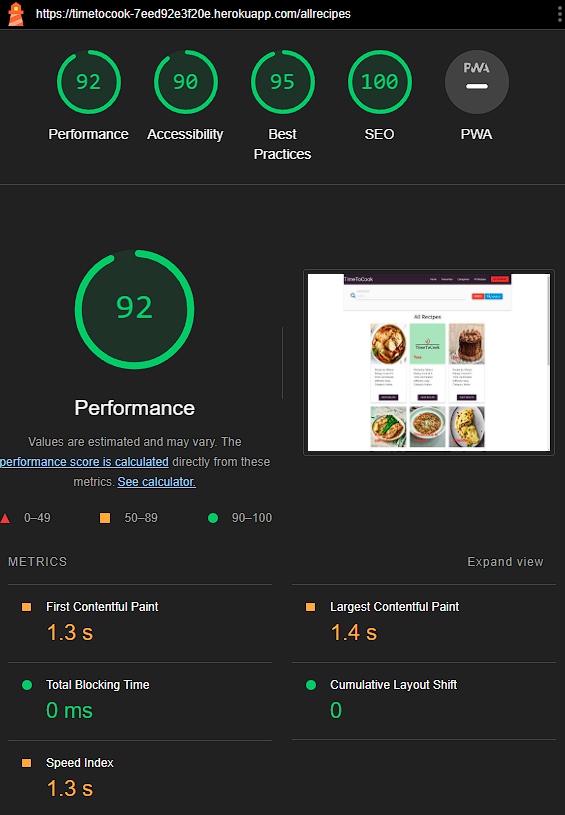 https://timetocook-7eed92e3f20e.herokuapp.com/allrecipes
92
90
95
100
PWA
Performance
Accessibility
Best
Practices
SEO
PWA
92
Performance
Values are estimated and may vary. The
performance score is calculated directly from these
metrics. See calculator.
0–49
50–89
90–100
TimeToCook
All Recipes
TimeToCook
METRICS
Expand view
First Contentful Paint
1.3 s
Largest Contentful Paint
1.4 s
Total Blocking Time
0 ms
Cumulative Layout Shift
0
Speed Index
1.3 s